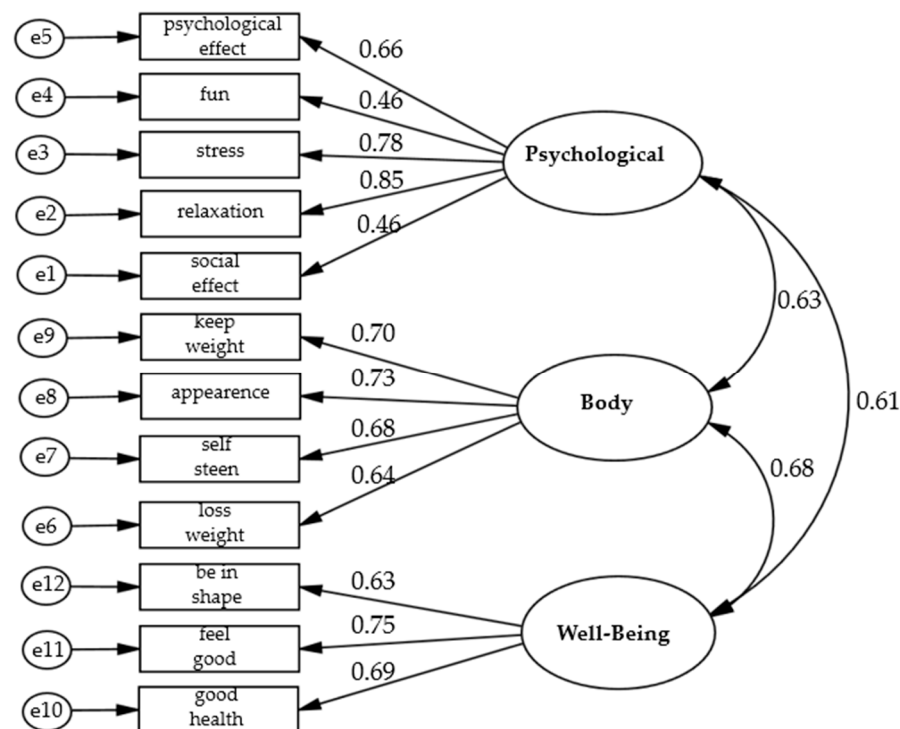 e5
psychological
effect
0.66
e4
fun
0.46
e3
stress
0.78
Psychological
e2
relaxation
0.85
e1
social
effect
0.46
0.63
e9
keep
weight
0.70
e8
appearence
0.73
Body
0.61
e7
self
steen
0.68
0.68
e6
loss
weight
0.64
e12
be in
shape
0.63
e11
feel
good
0.75
Well-Being
e10
good
health
0.69